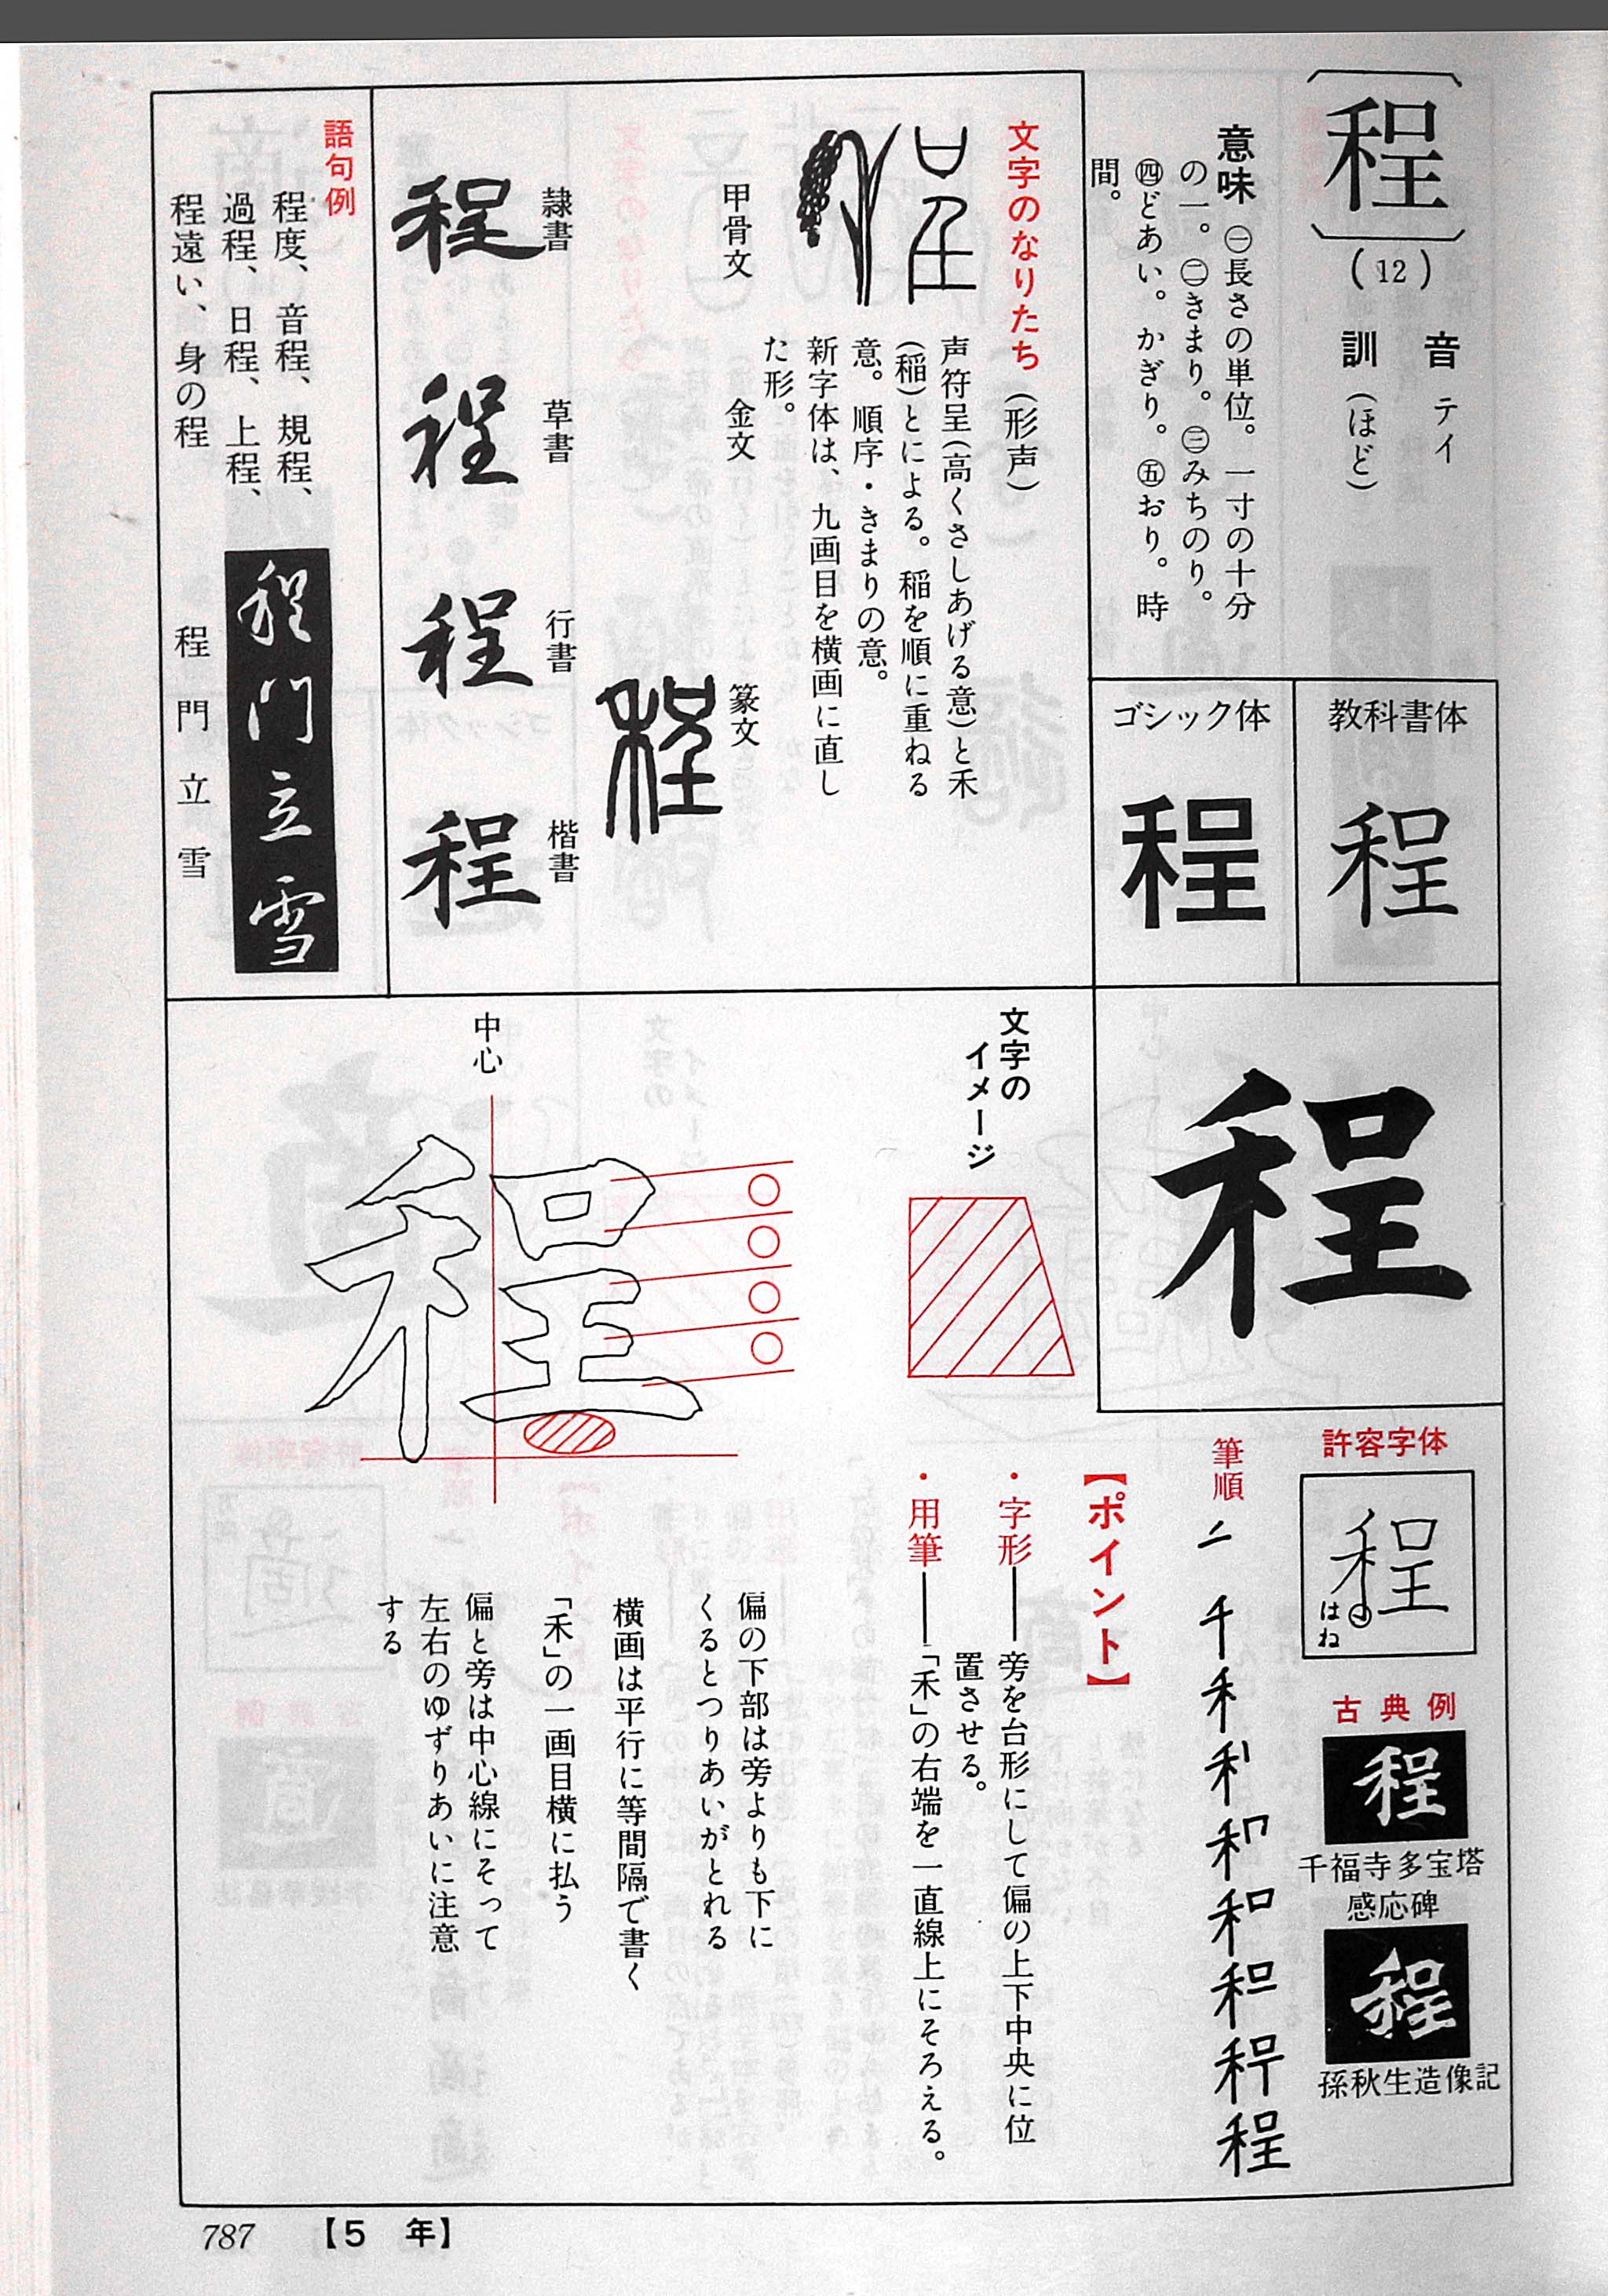 〔程〕(12)
音 テイ
訓 (ほど)
意味 ㊀長さの単位。一寸の十分
の一。㊁きまり。㊂みちのり。
㊃どあい。かぎり。㊄おり。時
間。
教科書体
程
ゴシック体
程
文字のなりたち(形声)
声符呈(高くさしあげる意)と禾
(稲)とによる。稲を順に重ねる
意。順序・きまりの意。
新字体は、九画目を横画に直し
た形。
甲骨文
金文
篆文
程
隷書
程
草書
程
行書
程
楷書
程
語句例
程度、音程、規程、
過程、日程、上程、
程遠い、身の程
程門立雪
程門立雪
程
許容字体
程
はね
古典例
程
千福寺多宝塔
感応碑
程
孫秋生造像記
筆順
程
文字の
イメージ
中心
程
【ポイント】
・字形――旁を台形にして偏の上下中央に位
置させる。
・用筆――「禾」の右端を一直線上にそろえる。
偏の下部は旁よりも下に
くるとつりあいがとれる
横画は平行に等間隔で書く
「禾」の一画目横に払う
偏と旁は中心線にそって
左右のゆずりあいに注意
する
787 【5 年】